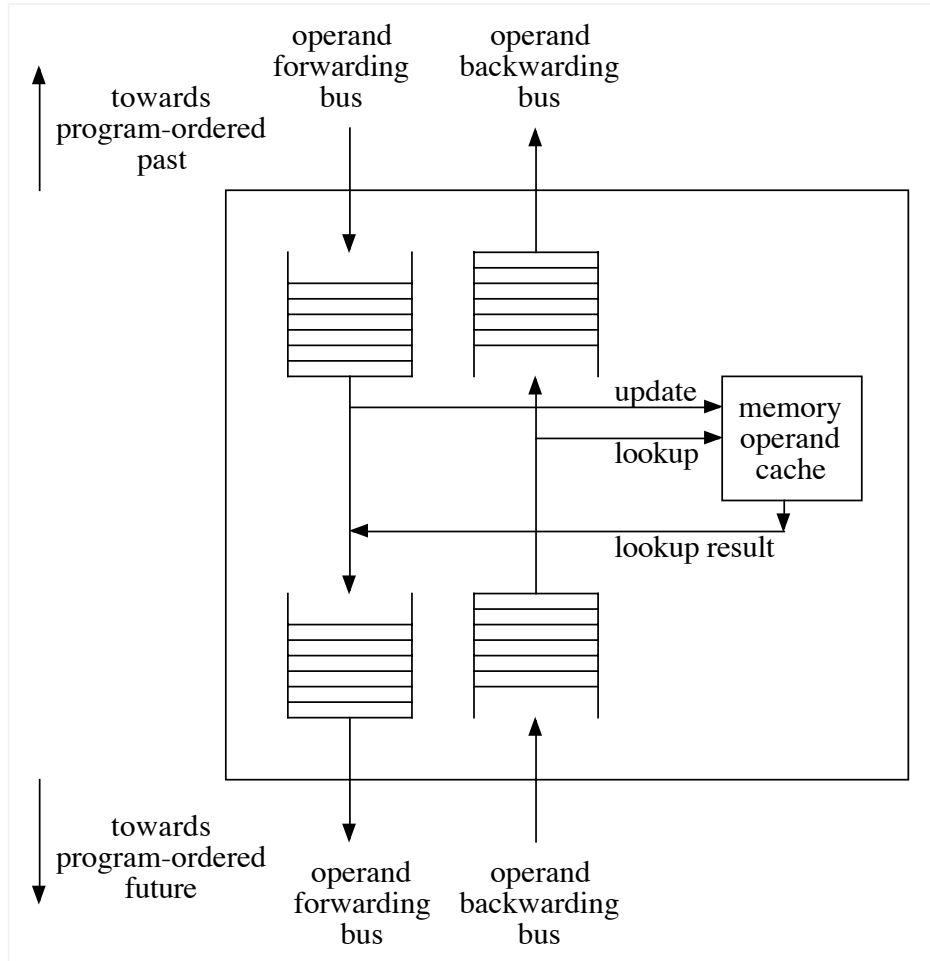 operand
forwarding
bus
operand
backwarding
bus
towards
program-ordered
past
update
lookup
memory
operand
cache
lookup result
towards
program-ordered
future
operand
forwarding
bus
operand
backwarding
bus